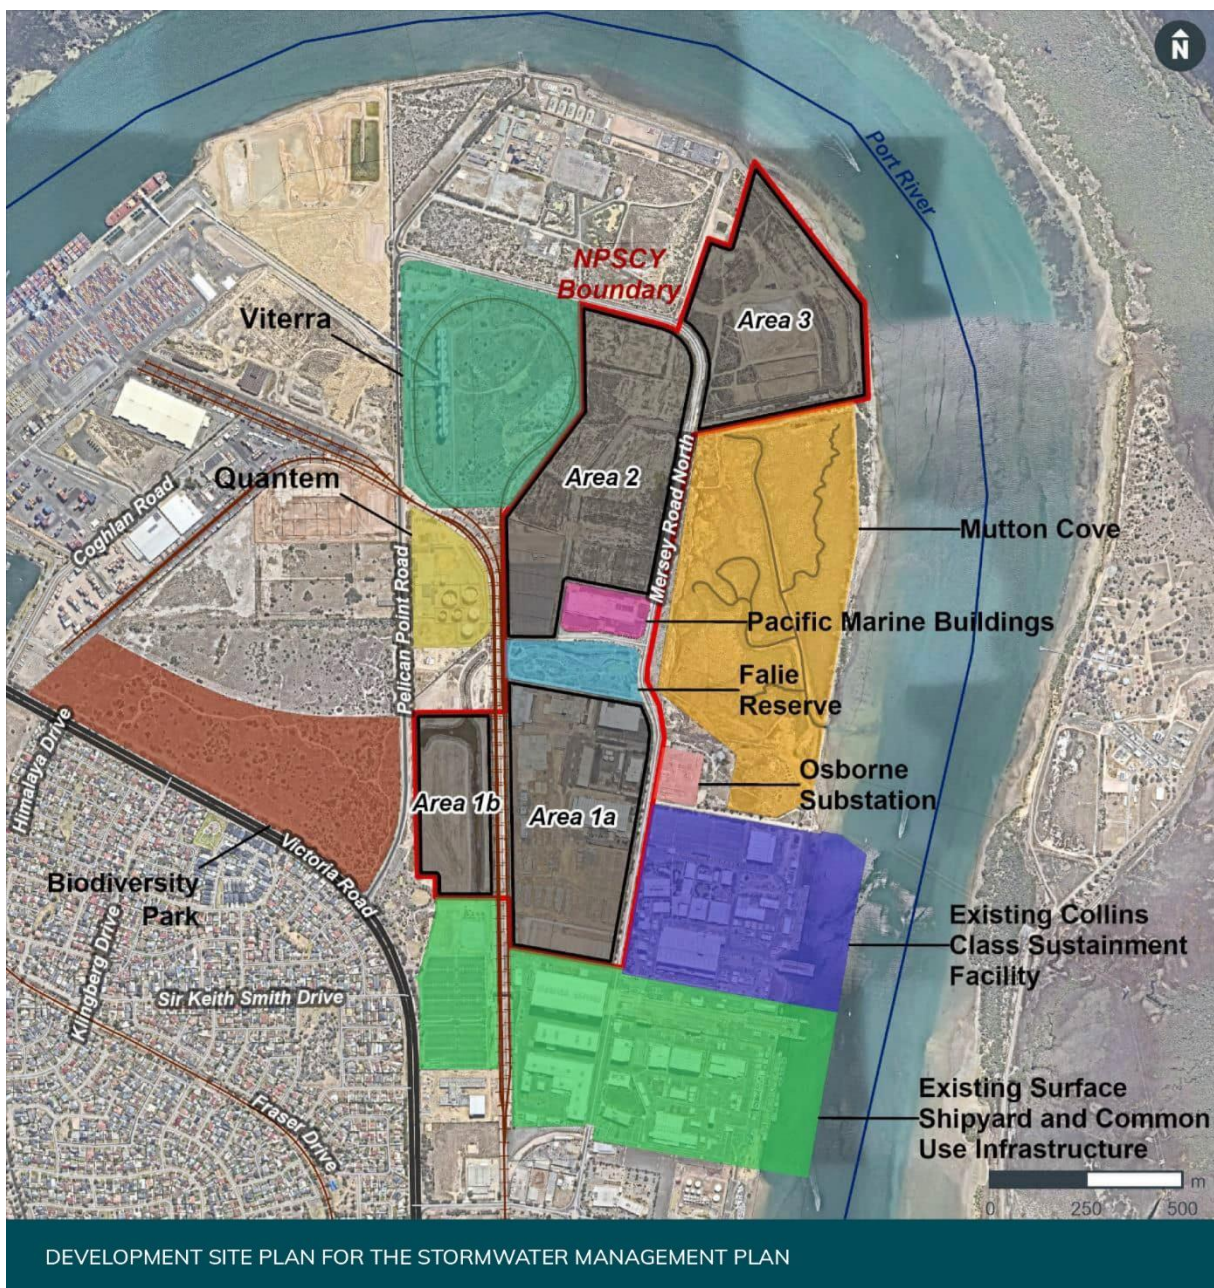 N
Port River
NPSCY
Boundary
Viterra
Area 3
Area 2
Quantem
Mersey Road North
Coghlan Road
Mutton Cove
Pelican Point Road
Pacific Marine Buildings
Falie
Reserve
Himalaya Drive
Osborne
Substation
Area 1b
Area 1a
Victoria Road
Biodiversity
Park
Klingberg Drive
Existing Collins
Class Sustainment
Facility
Sir Keith Smith Drive
Fraser Drive
Existing Surface
Shipyard and Common
Use Infrastructure
m
0 250 500
DEVELOPMENT SITE PLAN FOR THE STORMWATER MANAGEMENT PLAN